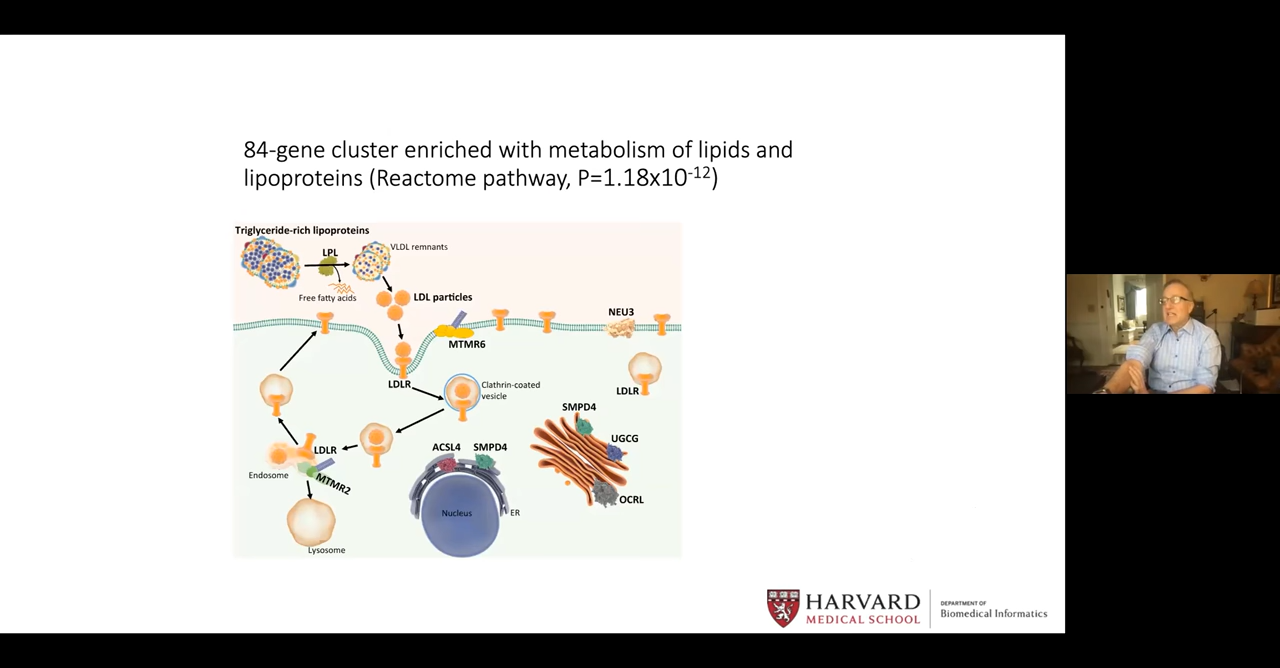 84-gene cluster enriched with metabolism of lipids and
lipoproteins (Reactome pathway, P=1.18x10⁻¹²)
Triglyceride-rich lipoproteins
LPL
VLDL remnants
Free fatty acids
LDL particles
NEU3
MTMR6
LDLR
Clathrin-coated
vesicle
LDLR
SMPD4
UGCG
ACSL4
SMPD4
LDLR
Endosome
MTMR2
OCRL
Nucleus
ER
Lysosome
HARVARD
MEDICAL SCHOOL
DEPARTMENT OF
Biomedical Informatics